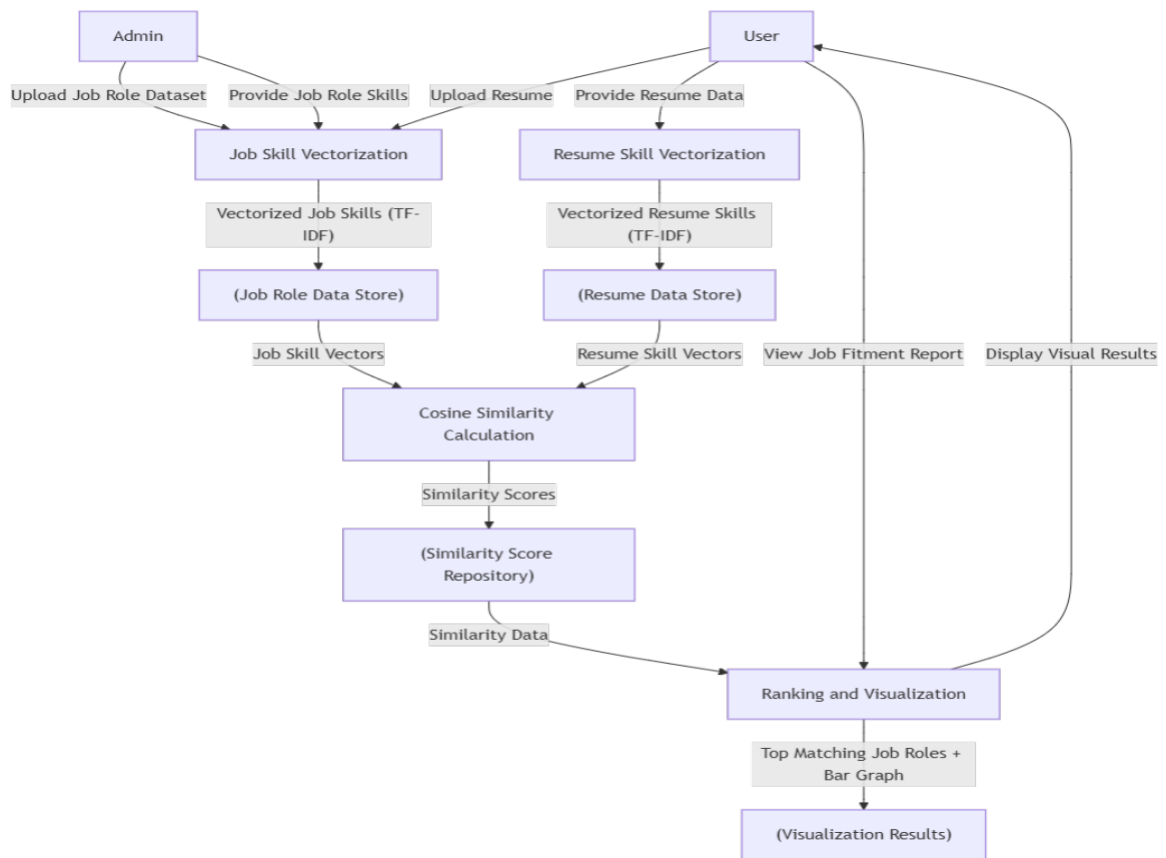 Admin
User
Upload Job Role Dataset
Provide Job Role Skills
Upload Resume
Provide Resume Data
Job Skill Vectorization
Resume Skill Vectorization
Vectorized Job Skills (TF-
IDF)
Vectorized Resume Skills
(TF-IDF)
(Job Role Data Store)
(Resume Data Store)
Job Skill Vectors
Resume Skill Vectors
View Job Fitment Report
Display Visual Results
Cosine Similarity
Calculation
Similarity Scores
(Similarity Score
Repository)
Similarity Data
Ranking and Visualization
Top Matching Job Roles +
Bar Graph
(Visualization Results)